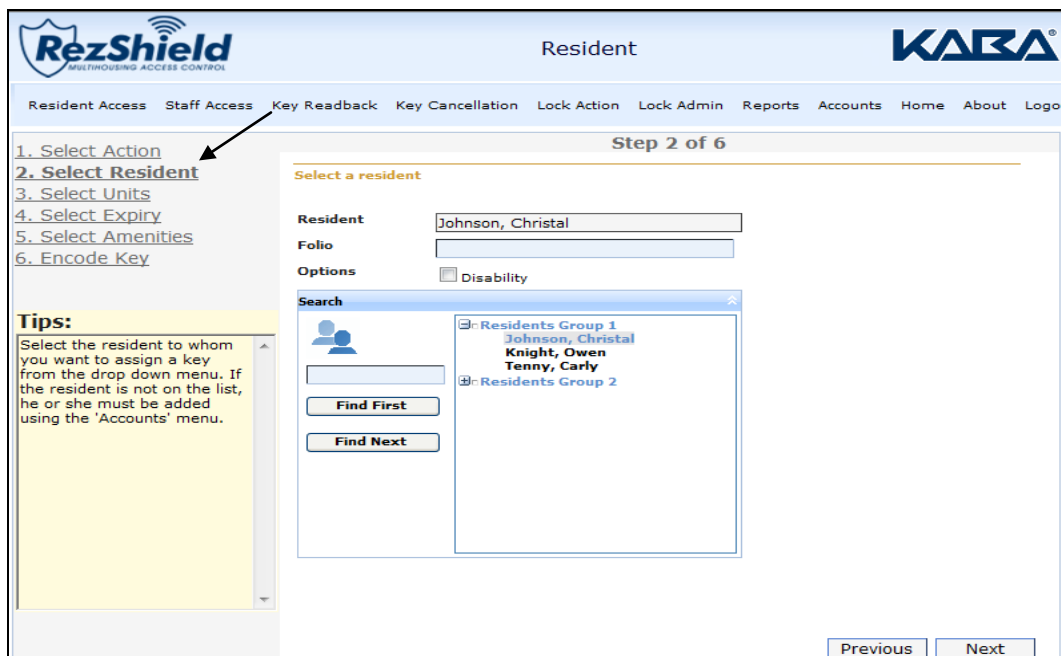 RezShield
MULTIHOUSING ACCESS CONTROL
Resident
KABA®
Resident Access Staff Access Key Readback Key Cancellation Lock Action Lock Admin Reports Accounts Home About Logo
1. Select Action
2. Select Resident
3. Select Units
4. Select Expiry
5. Select Amenities
6. Encode Key
Tips:
Select the resident to whom
you want to assign a key
from the drop down menu. If
the resident is not on the list,
he or she must be added
using the 'Accounts' menu.
Step 2 of 6
Select a resident
Resident Johnson, Christal
Folio
Options Disability
Search
Residents Group 1
Johnson, Christal
Knight, Owen
Tenny, Carly
Residents Group 2
Find First
Find Next
Previous Next